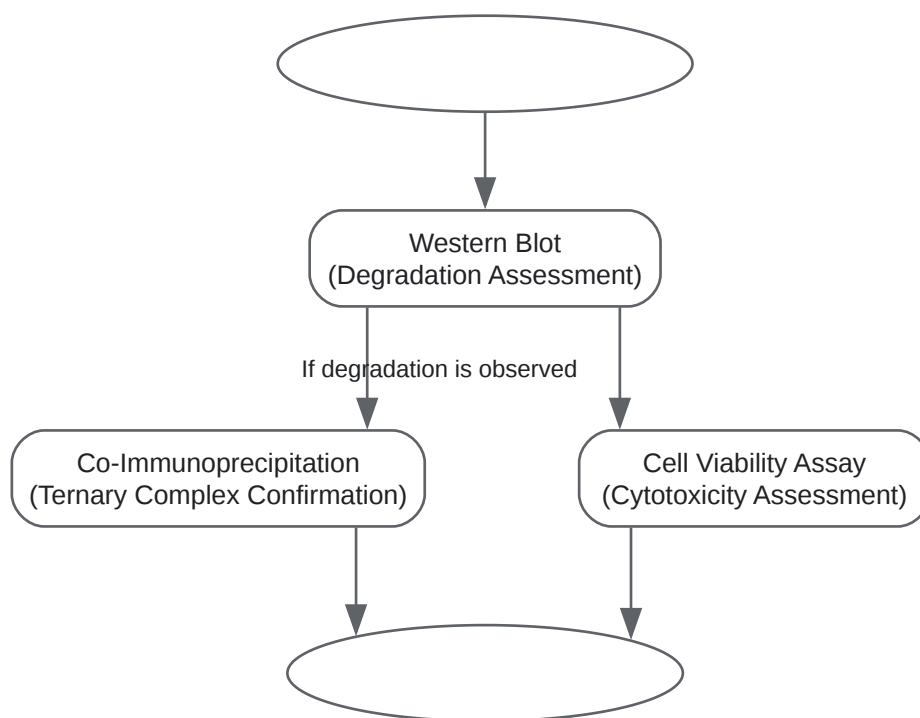 Western Blot
(Degradation Assessment)
If degradation is observed
Co-Immunoprecipitation
(Ternary Complex Confirmation)
Cell Viability Assay
(Cytotoxicity Assessment)